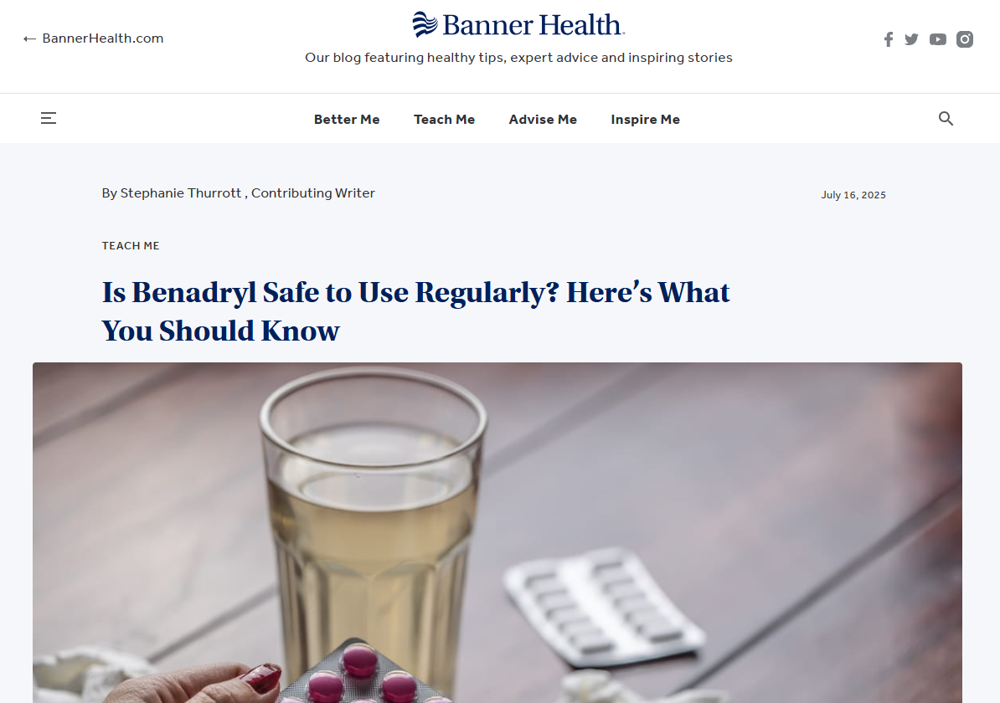 ← BannerHealth.com
Banner Health.
Our blog featuring healthy tips, expert advice and inspiring stories
Better Me
Teach Me
Advise Me
Inspire Me
By Stephanie Thurrott , Contributing Writer
July 16, 2025
TEACH ME
Is Benadryl Safe to Use Regularly? Here’s What
You Should Know